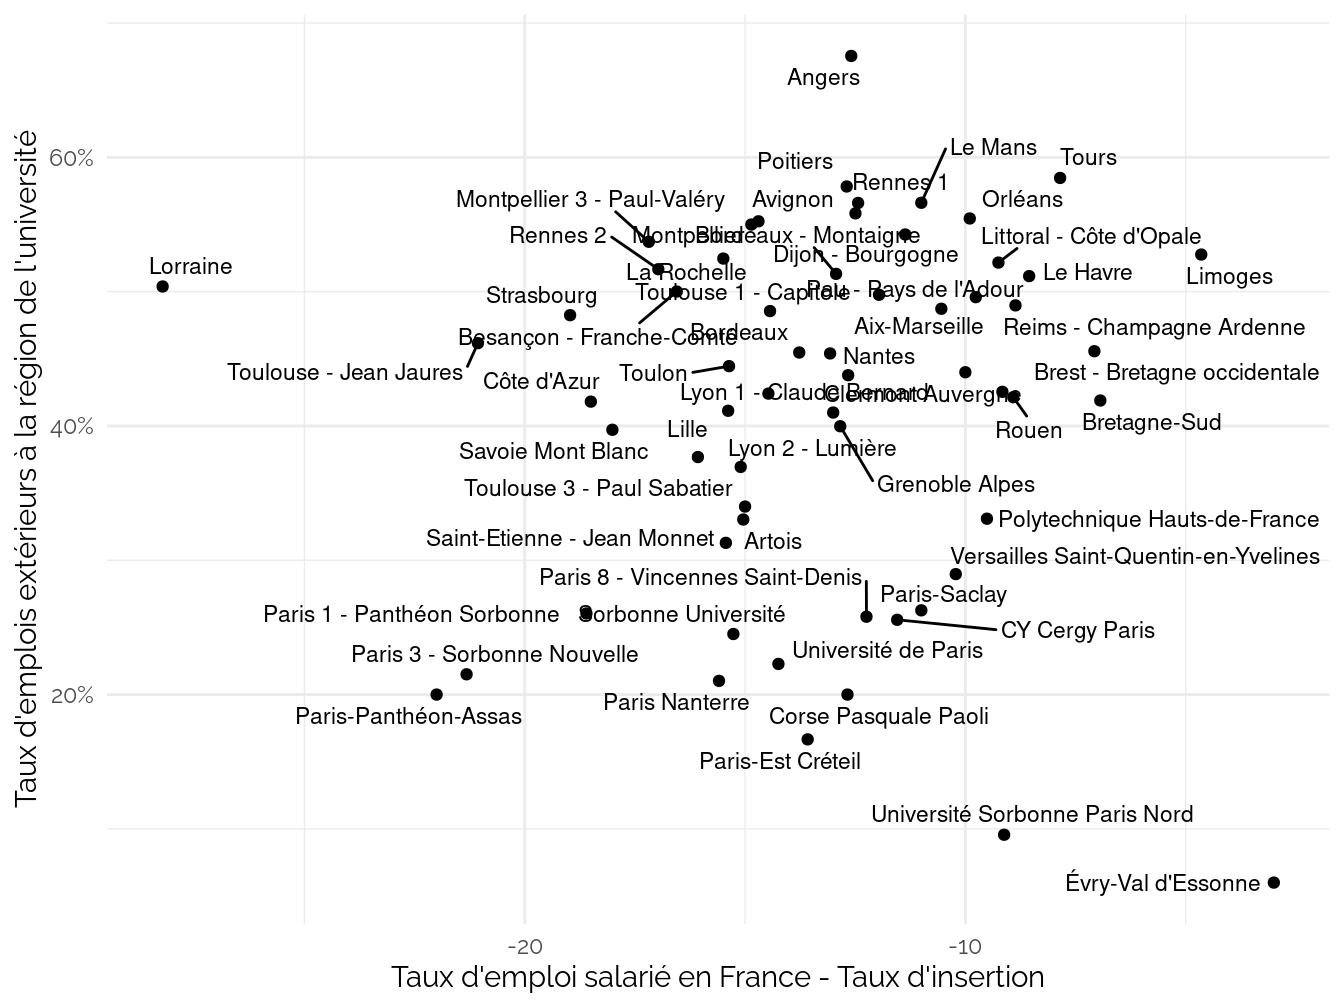 Angers
Le Mans
Poitiers
Tours
Rennes 1
Montpellier 3 - Paul-Valéry
Avignon
Orléans
Rennes 2
Montpellier
Bordeaux - Montaigne
Littoral - Côte d'Opale
Dijon - Bourgogne
Lorraine
La Rochelle
Le Havre
Limoges
Strasbourg
Toulouse 1 - Capitole
Pau - Pays de l'Adour
Aix-Marseille
Reims - Champagne Ardenne
Besançon - Franche-Comté
Bordeaux
Nantes
Toulouse - Jean Jaures
Toulon
Brest - Bretagne occidentale
Côte d'Azur
Lyon 1 - Claude Bernard
Clermont Auvergne
Lille
Rouen
Bretagne-Sud
Savoie Mont Blanc
Lyon 2 - Lumière
Toulouse 3 - Paul Sabatier
Grenoble Alpes
Polytechnique Hauts-de-France
Saint-Etienne - Jean Monnet
Artois
Versailles Saint-Quentin-en-Yvelines
Paris 8 - Vincennes Saint-Denis
Paris-Saclay
Paris 1 - Panthéon Sorbonne
Sorbonne Université
CY Cergy Paris
Paris 3 - Sorbonne Nouvelle
Université de Paris
Paris Nanterre
Paris-Panthéon-Assas
Corse Pasquale Paoli
Paris-Est Créteil
Université Sorbonne Paris Nord
Évry-Val d'Essonne
60%
40%
20%
-20
-10
Taux d'emploi salarié en France - Taux d'insertion
Taux d'emplois extérieurs à la région de l'université